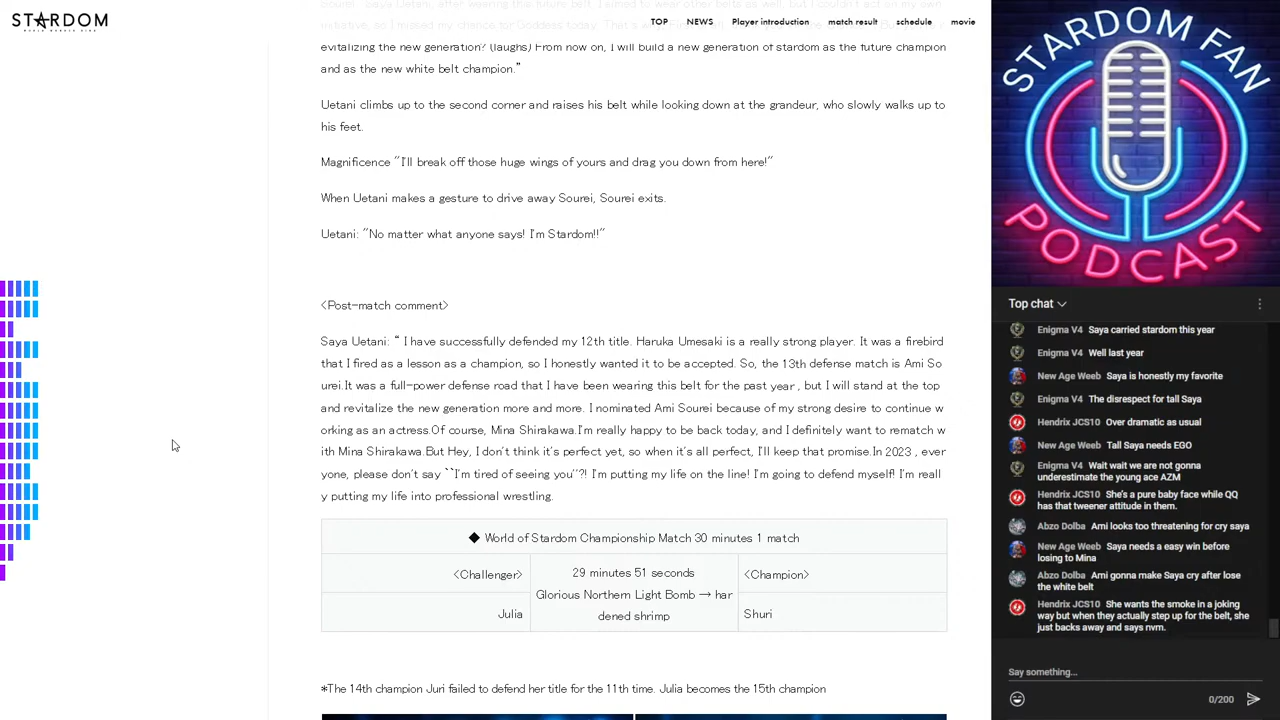 STARDOM
TOP
NEWS
Player introduction
match result
schedule
movie
evitalizing the new generation? (laughs) From now on, I will build a new generation of stardom as the future champion
and as the new white belt champion."
Uetani climbs up to the second corner and raises his belt while looking down at the grandeur, who slowly walks up to
his feet.
Magnificence "I'll break off those huge wings of yours and drag you down from here!"
When Uetani makes a gesture to drive away Sourei, Sourei exits.
Uetani: "No matter what anyone says! I'm Stardom!!"
<Post-match comment>
Saya Uetani: “ I have successfully defended my 12th title. Haruka Umesaki is a really strong player. It was a firebird
that I fired as a lesson as a champion, so I honestly wanted it to be accepted. So, the 13th defense match is Ami So
urei.It was a full-power defense road that I have been wearing this belt for the past year , but I will stand at the top
and revitalize the new generation more and more. I nominated Ami Sourei because of my strong desire to continue w
orking as an actress.Of course, Mina Shirakawa.I'm really happy to be back today, and I definitely want to rematch w
ith Mina Shirakawa.But Hey, I don't think it's perfect yet, so when it's all perfect, I'll keep that promise.In 2023 , ever
yone, please don't say ``I'm tired of seeing you''?! I'm putting my life on the line! I'm going to defend myself! I'm reall
y putting my life into professional wrestling.
◆ World of Stardom Championship Match 30 minutes 1 match
<Challenger>
29 minutes 51 seconds
Glorious Northern Light Bomb → har
dened shrimp
<Champion>
Julia
Shuri
*The 14th champion Juri failed to defend her title for the 11th time. Julia becomes the 15th champion
STARDOM FAN
PODCAST
Top chat
Enigma V4 Saya carried stardom this year
Enigma V4 Well last year
New Age Weeb Saya is honestly my favorite
Enigma V4 The disrespect for tall Saya
Hendrix JCS10 Over dramatic as usual
New Age Weeb Tall Saya needs EGO
Enigma V4 Wait wait we are not gonna
underestimate the young ace AZM
Hendrix JCS10 She's a pure baby face while QQ
has that tweener attitude in them.
Abzo Dolba Ami looks too threatening for cry saya
New Age Weeb Saya needs a easy win before
losing to Mina
Abzo Dolba Ami gonna make Saya cry after lose
the white belt
Hendrix JCS10 She wants the smoke in a joking
way but when they actually step up for the belt, she
just backs away and says nvm.
Say something...
0/200